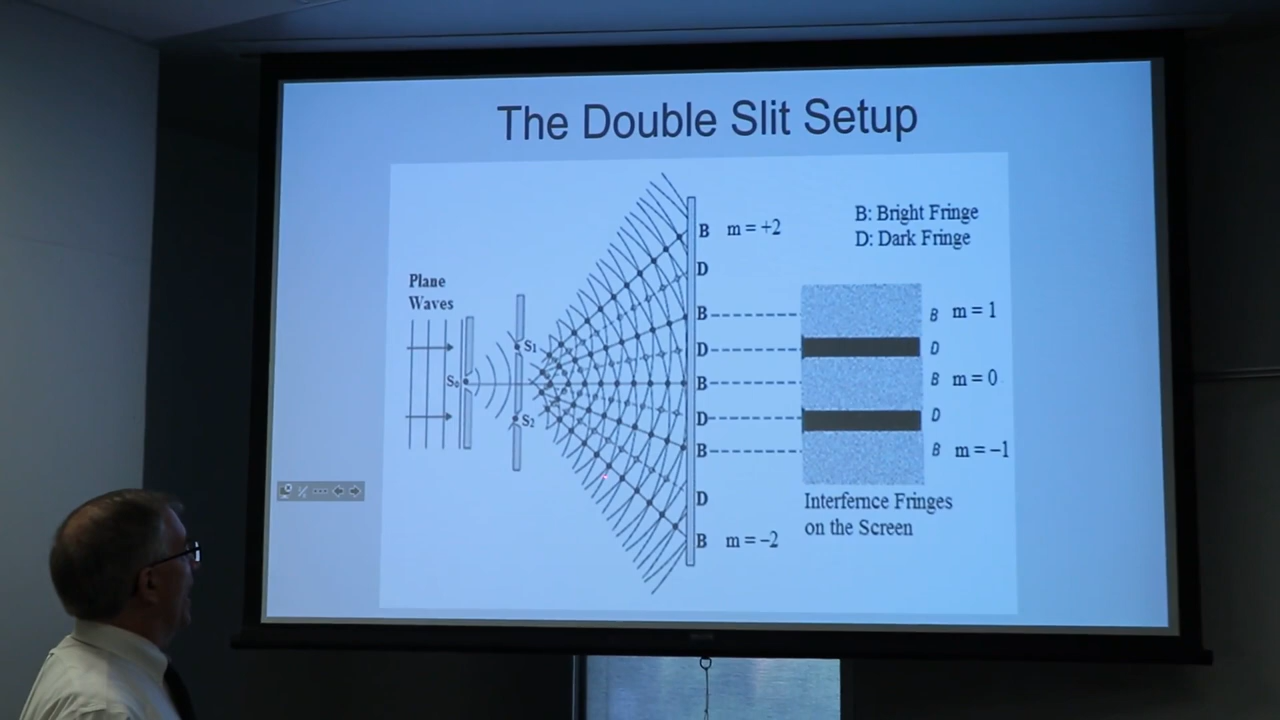 The Double Slit Setup
B m = +2
B: Bright Fringe
D: Dark Fringe
D
Plane
Waves
B
B m = 1
S1
D
D
S0
B
B m = 0
S2
D
D
B
B m = −1
D
Interfernce Fringes
on the Screen
B m = −2